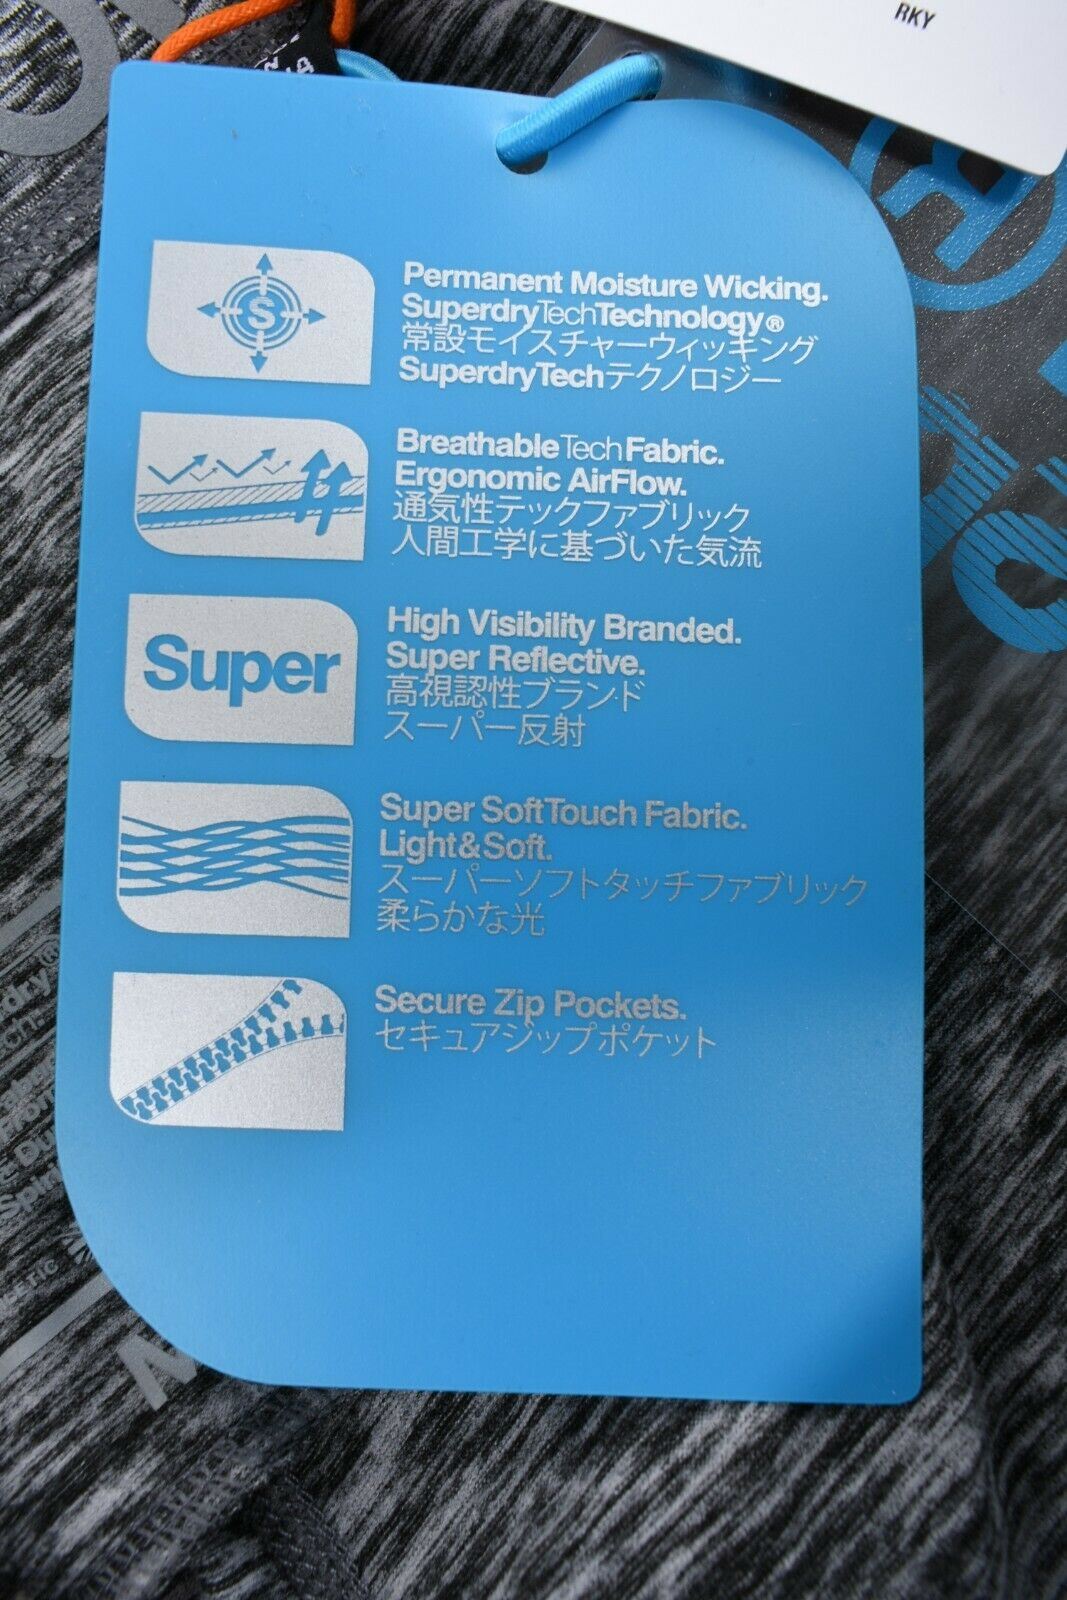 RKY
S
Permanent Moisture Wicking.
SuperdryTechTechnology®
常設モイスチャーウィッキング
SuperdryTechテクノロジー
Breathable Tech Fabric.
Ergonomic AirFlow.
通気性テックファブリック
人間工学に基づいた気流
Super
High Visibility Branded.
Super Reflective.
高視認性ブランド
スーパー反射
Super SoftTouch Fabric.
Light&Soft.
スーパーソフトタッチファブリック
柔らかな光
Secure Zip Pockets.
セキュアジップポケット